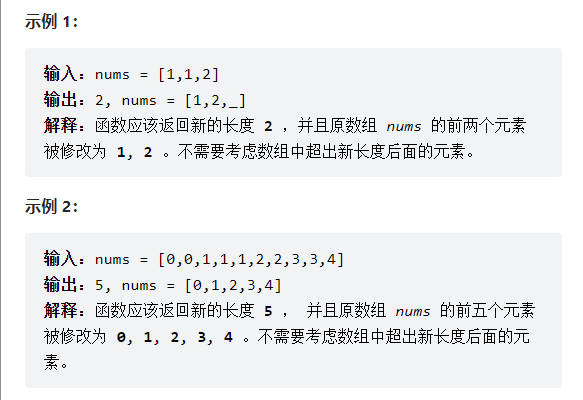 示例 1：
输入：nums = [1,1,2]
输出：2, nums = [1,2,_]
解释：函数应该返回新的长度 2 ，并且原数组 nums 的前两个元素
被修改为 1, 2 。不需要考虑数组中超出新长度后面的元素。
示例 2：
输入：nums = [0,0,1,1,1,2,2,3,3,4]
输出：5, nums = [0,1,2,3,4]
解释：函数应该返回新的长度 5 ， 并且原数组 nums 的前五个元素
被修改为 0, 1, 2, 3, 4 。不需要考虑数组中超出新长度后面的元
素。